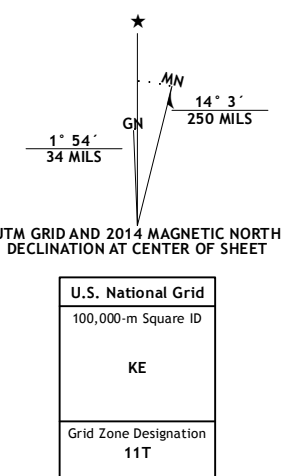 ★
MN
GN
14° 3´
250 MILS
1° 54´
34 MILS
UTM GRID AND 2014 MAGNETIC NORTH
DECLINATION AT CENTER OF SHEET
U.S. National Grid
100,000-m Square ID
KE
Grid Zone Designation
11T